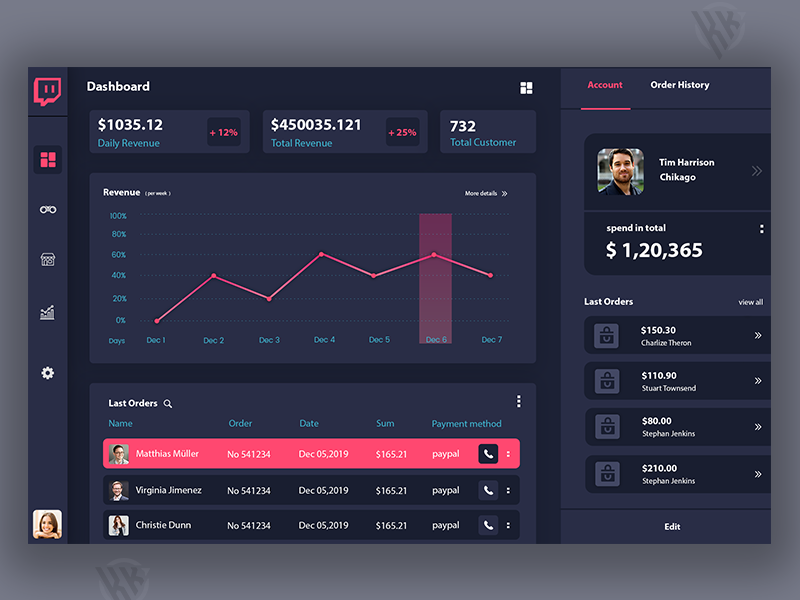 Dashboard
$1035.12
Daily Revenue
+ 12%
$450035.121
Total Revenue
+ 25%
732
Total Customer
Revenue ( per week )
More details »
100%
80%
60%
40%
20%
0%
Days Dec 1 Dec 2 Dec 3 Dec 4 Dec 5 Dec 6 Dec 7
Last Orders
Name Order Date Sum Payment method
Matthias Müller No 541234 Dec 05,2019 $165.21 paypal
Virginia Jimenez No 541234 Dec 05,2019 $165.21 paypal
Christie Dunn No 541234 Dec 05,2019 $165.21 paypal
Account Order History
Tim Harrison
Chikago
spend in total
$ 1,20,365
Last Orders view all
$150.30
Charlize Theron
$110.90
Stuart Townsend
$80.00
Stephan Jenkins
$210.00
Stephan Jenkins
Edit